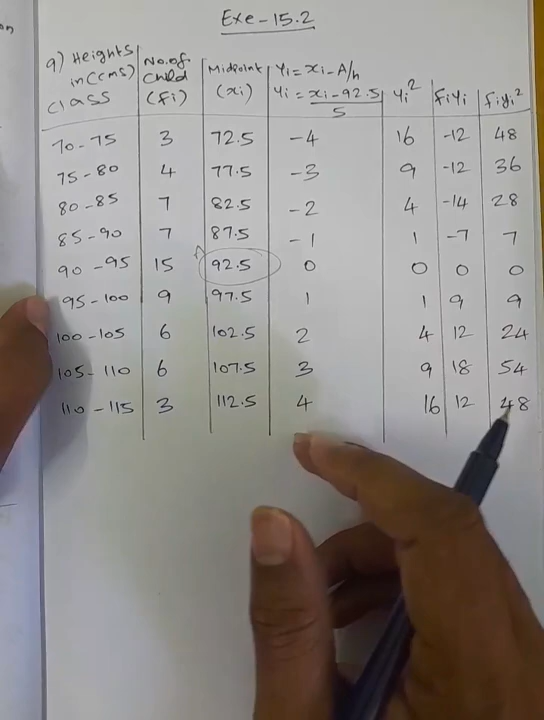 Exe-15.2
9) Heights in (cms) class | No.of. Child (fi) | Midpoint (xi) | Yi = xi - A/h Yi = xi - 92.5/5 | Yi² | fiYi | fiyi²
70-75 3 72.5 -4 16 -12 48
75-80 4 77.5 -3 9 -12 36
80-85 7 82.5 -2 4 -14 28
85-90 7 87.5 -1 1 -7 7
90-95 15 92.5 0 0 0 0
95-100 9 97.5 1 1 9 9
100-105 6 102.5 2 4 12 24
105-110 6 107.5 3 9 18 54
110-115 3 112.5 4 16 12 48